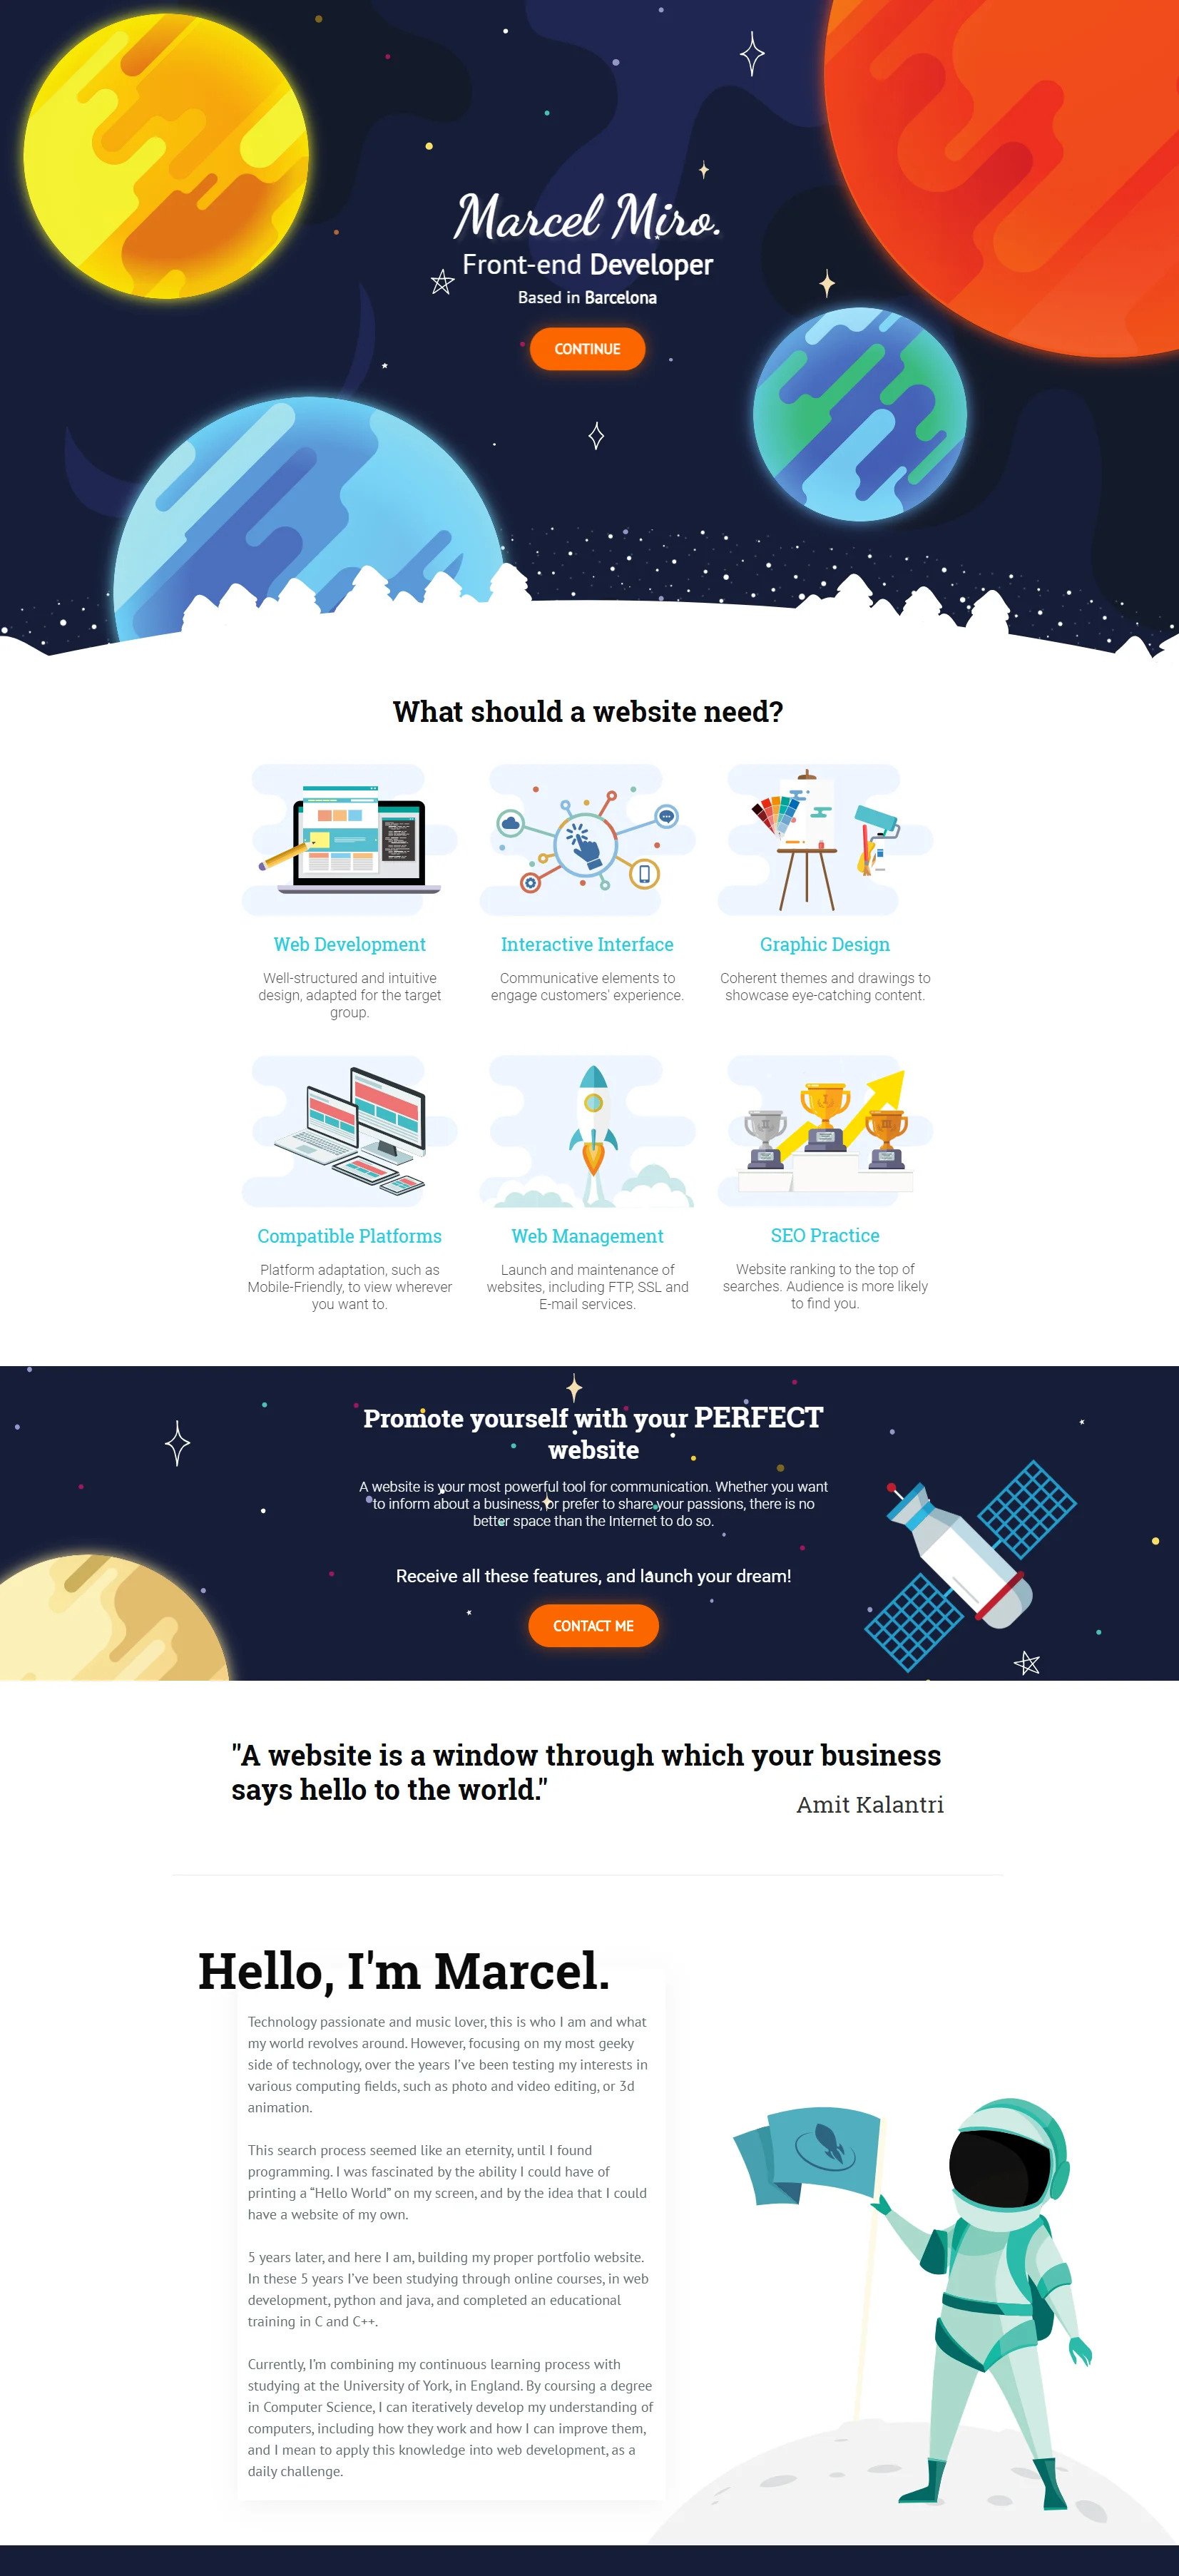 Marcel Miro.
Front-end Developer
Based in Barcelona
CONTINUE
What should a website need?
Web Development
Well-structured and intuitive
design, adapted for the target
group.
Interactive Interface
Communicative elements to
engage customers' experience.
Graphic Design
Coherent themes and drawings to
showcase eye-catching content.
Compatible Platforms
Platform adaptation, such as
Mobile-Friendly, to view wherever
you want to.
Web Management
Launch and maintenance of
websites, including FTP, SSL and
E-mail services.
SEO Practice
Website ranking to the top of
searches. Audience is more likely
to find you.
Promote yourself with your PERFECT
website
A website is your most powerful tool for communication. Whether you want
to inform about a business, or prefer to share your passions, there is no
better space than the Internet to do so.
Receive all these features, and launch your dream!
CONTACT ME
"A website is a window through which your business
says hello to the world."
Amit Kalantri
Hello, I'm Marcel.
Technology passionate and music lover, this is who I am and what
my world revolves around. However, focusing on my most geeky
side of technology, over the years I’ve been testing my interests in
various computing fields, such as photo and video editing, or 3d
animation.
This search process seemed like an eternity, until I found
programming. I was fascinated by the ability I could have of
printing a “Hello World” on my screen, and by the idea that I could
have a website of my own.
5 years later, and here I am, building my proper portfolio website.
In these 5 years I’ve been studying through online courses, in web
development, python and java, and completed an educational
training in C and C++.
Currently, I’m combining my continuous learning process with
studying at the University of York, in England. By coursing a degree
in Computer Science, I can iteratively develop my understanding of
computers, including how they work and how I can improve them,
and I mean to apply this knowledge into web development, as a
daily challenge.